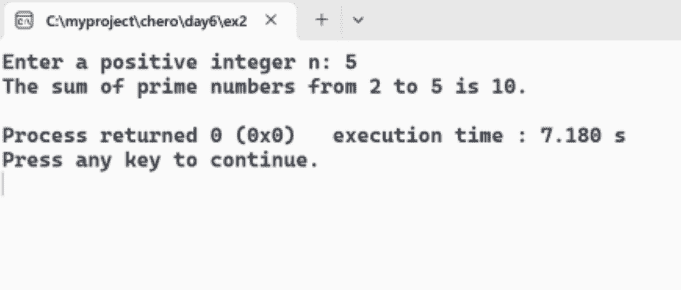 C:\myproject\chero\day6\ex2
Enter a positive integer n: 5
The sum of prime numbers from 2 to 5 is 10.
Process returned 0 (0x0)   execution time : 7.180 s
Press any key to continue.